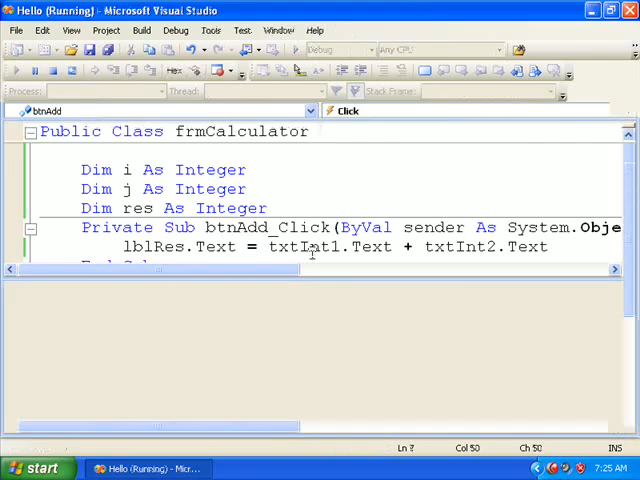 Hello (Running) - Microsoft Visual Studio
File Edit View Project Build Debug Tools Test Window Help
Debug Any CPU
Hex
Process: Thread: Stack Frame:
btnAdd Click
Public Class frmCalculator
Dim i As Integer
Dim j As Integer
Dim res As Integer
Private Sub btnAdd_Click(ByVal sender As System.Obje
lblRes.Text = txtInt1.Text + txtInt2.Text
End Sub
Ln 7 Col 50 Ch 50 INS
start Hello (Running) - Micr... 7:25 AM